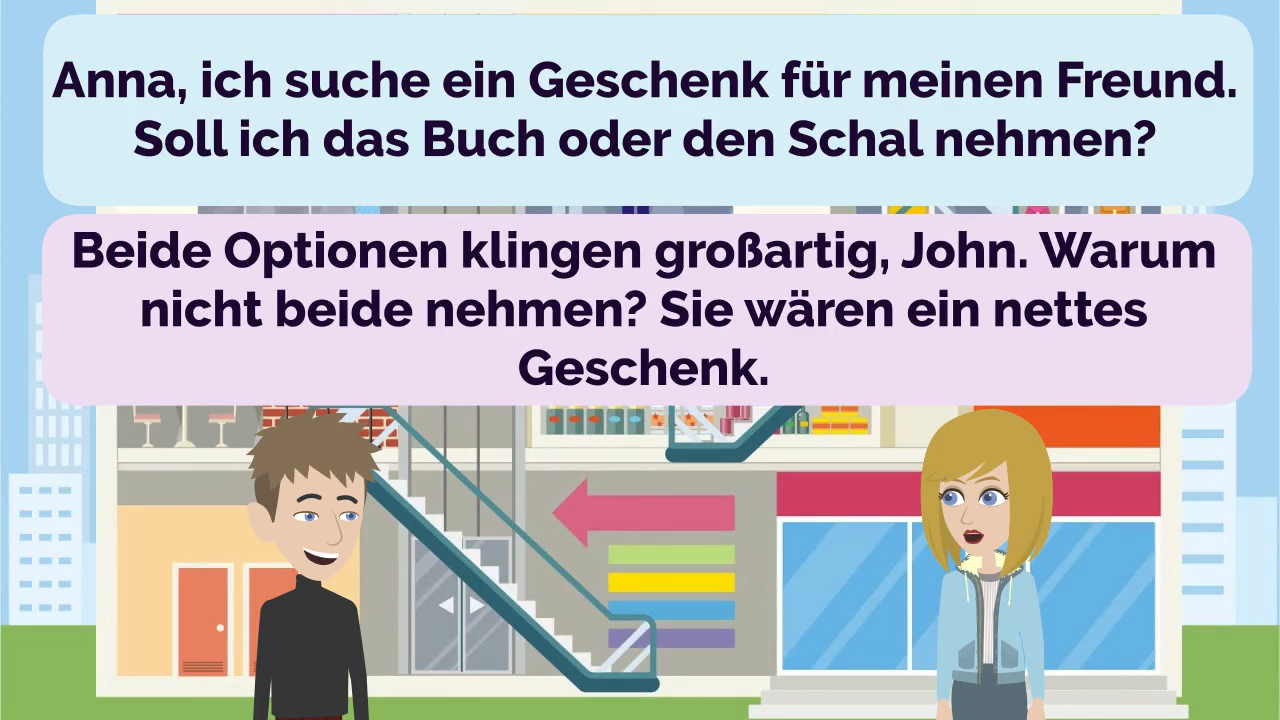 Anna, ich suche ein Geschenk für meinen Freund.
Soll ich das Buch oder den Schal nehmen?
Beide Optionen klingen großartig, John. Warum
nicht beide nehmen? Sie wären ein nettes
Geschenk.